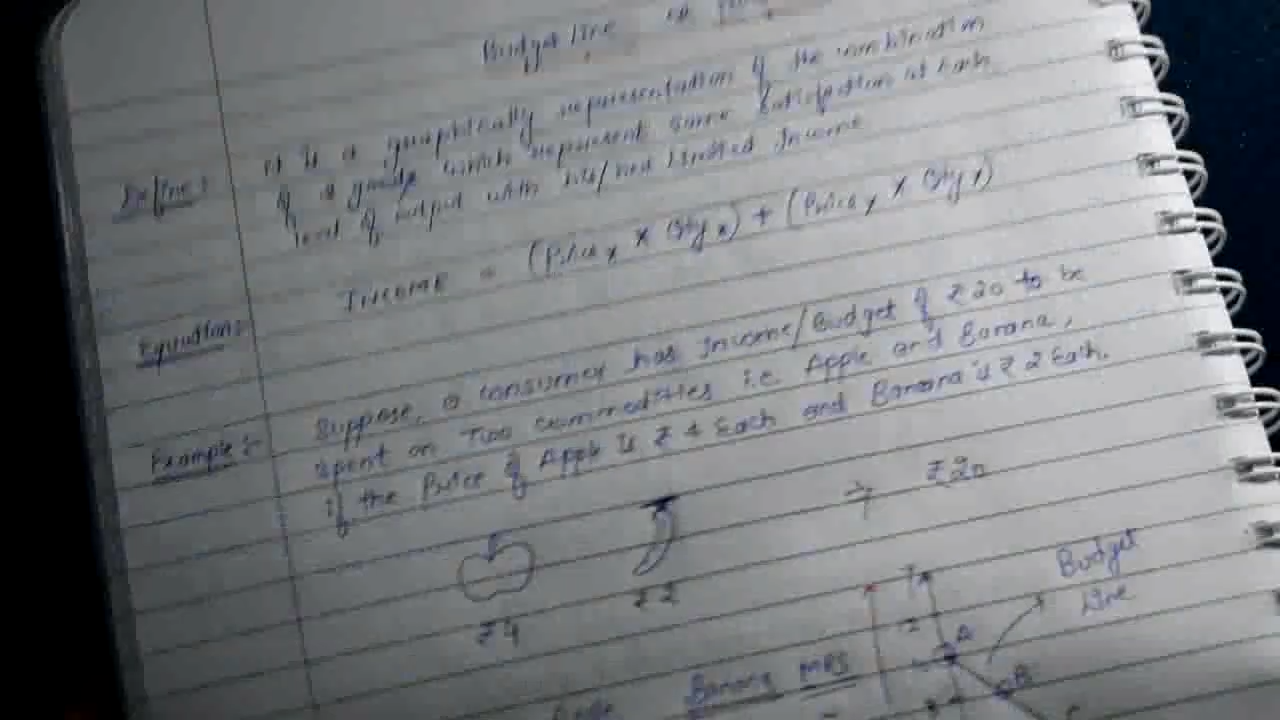 Budget line or
Define :
It is a graphically representation of the combination
of a goods which represent same satisfaction at each
level of output with his/her limited Income
Equation:
Income = (Price x × Qty x) + (Price y × Qty y)
Example :-
Suppose, a consumer has Income/Budget of ₹ 20 to be
spent on Two commodities i.e. Apple and Banana,
if the Price of Apple is ₹ 4 Each and Banana is ₹ 2 Each.
₹ 20
₹ 4
₹ 2
Budget
Line
A
B
C
Banana MRS